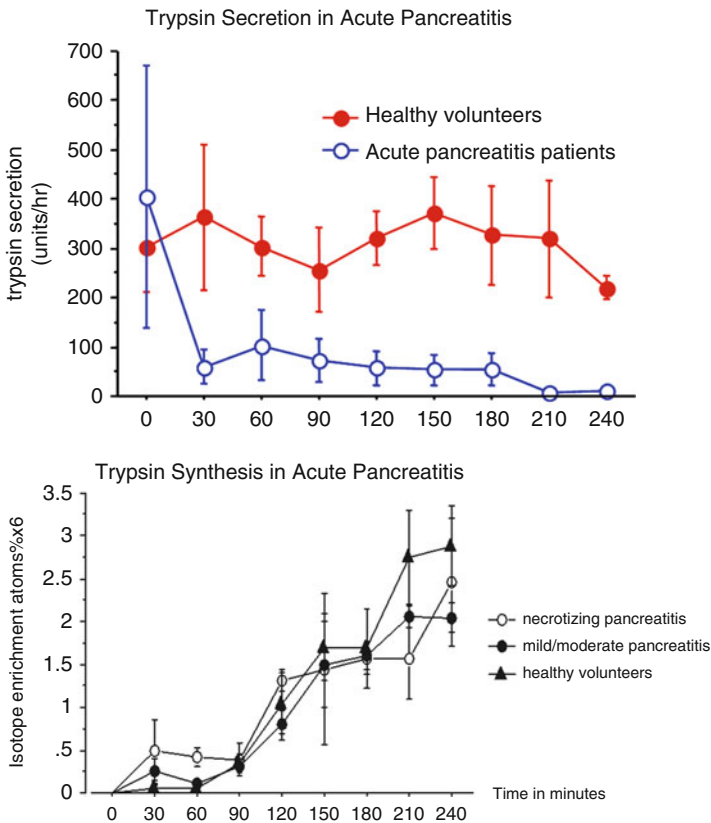 Trypsin Secretion in Acute Pancreatitis
700
600
500
400
300
200
100
0
trypsin secretion
(units/hr)
Healthy volunteers
Acute pancreatitis patients
0 30 60 90 120 150 180 210 240
Trypsin Synthesis in Acute Pancreatitis
3.5
3
2.5
2
1.5
1
.5
0
Isotope enrichment atoms%x6
necrotizing pancreatitis
mild/moderate pancreatitis
healthy volunteers
0 30 60 90 120 150 180 210 240
Time in minutes